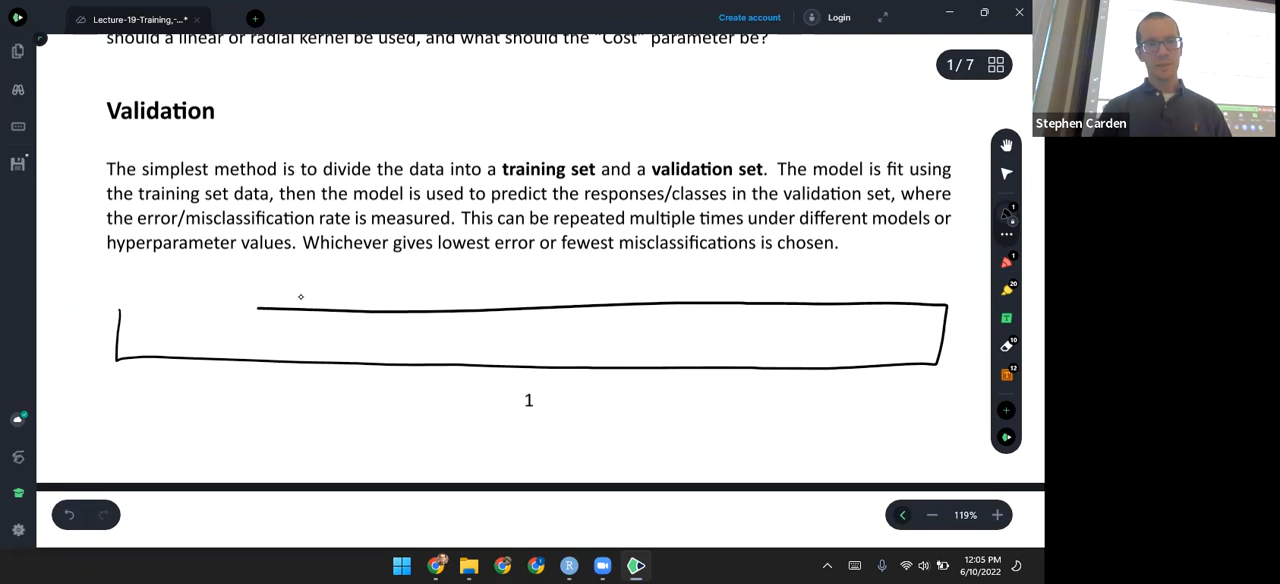 Lecture-19-Training,-...*
Create account
Login
should a linear or radial kernel be used, and what should the "Cost" parameter be?
1 / 7
Validation
Stephen Carden
The simplest method is to divide the data into a training set and a validation set. The model is fit using
the training set data, then the model is used to predict the responses/classes in the validation set, where
the error/misclassification rate is measured. This can be repeated multiple times under different models or
hyperparameter values. Whichever gives lowest error or fewest misclassifications is chosen.
1
1
20
10
12
1
119%
12:05 PM
6/10/2022